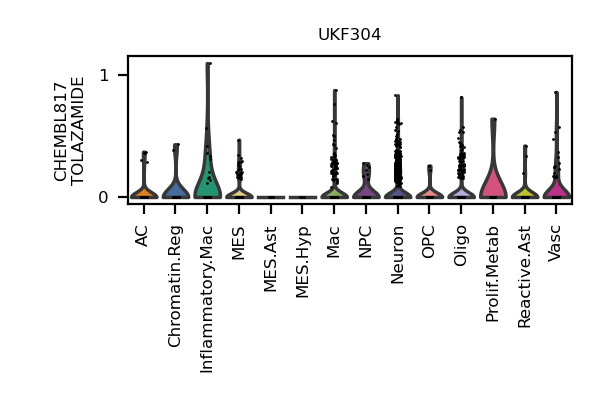 UKF304
CHEMBL817
TOLAZAMIDE
1
0
AC
Chromatin.Reg
Inflammatory.Mac
MES
MES.Ast
MES.Hyp
Mac
NPC
Neuron
OPC
Oligo
Prolif.Metab
Reactive.Ast
Vasc